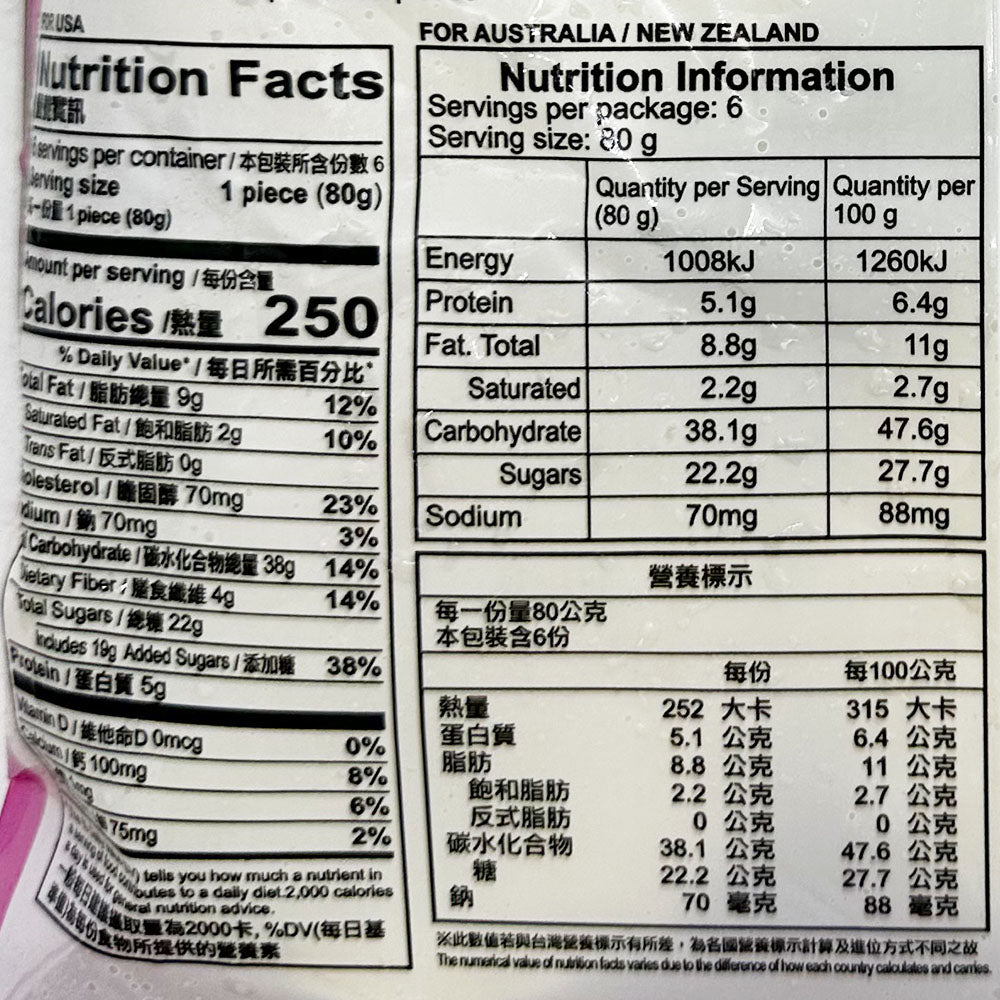 FOR USA
Nutrition Facts
資訊
servings per container / 本包裝所含份數 6
Serving size 1 piece (80g)
每一份量 1 piece (80g)
Amount per serving / 每份含量
Calories / 熱量 250
% Daily Value* / 每日所需百分比*
Total Fat / 脂肪總量 9g 12%
Saturated Fat / 飽和脂肪 2g 10%
Trans Fat / 反式脂肪 0g
Cholesterol / 膽固醇 70mg 23%
Sodium / 鈉 70mg 3%
Carbohydrate / 碳水化合物總量 38g 14%
Dietary Fiber / 膳食纖維 4g 14%
Total Sugars / 總糖 22g
Includes 19g Added Sugars / 添加糖 38%
Protein / 蛋白質 5g
Vitamin D / 維他命D 0mcg 0%
Calcium / 鈣 100mg 8%
6%
75mg 2%
tells you how much a nutrient in
a daily diet.2,000 calories
nutrition advice.
取量為2000卡, %DV(每日基
每份食物所提供的營養素
FOR AUSTRALIA / NEW ZEALAND
Nutrition Information
Servings per package: 6
Serving size: 80 g
Quantity per Serving (80 g) Quantity per 100 g
Energy 1008kJ 1260kJ
Protein 5.1g 6.4g
Fat. Total 8.8g 11g
Saturated 2.2g 2.7g
Carbohydrate 38.1g 47.6g
Sugars 22.2g 27.7g
Sodium 70mg 88mg
營養標示
每一份量80公克
本包裝含6份
每份 每100公克
熱量 252 大卡 315 大卡
蛋白質 5.1 公克 6.4 公克
脂肪 8.8 公克 11 公克
飽和脂肪 2.2 公克 2.7 公克
反式脂肪 0 公克 0 公克
碳水化合物 38.1 公克 47.6 公克
糖 22.2 公克 27.7 公克
鈉 70 毫克 88 毫克
※此數值若與台灣營養標示有所差，為各國營養標示計算及進位方式不同之故
The numerical value of nutrition facts varies due to the difference of how each country calculates and carries.